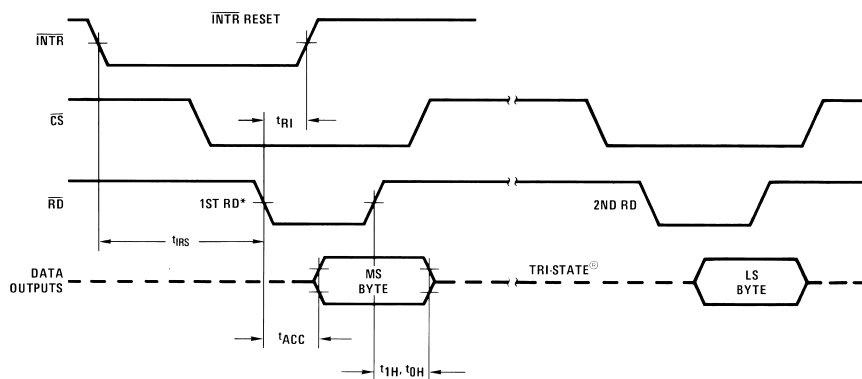 INTR RESET
INTR
CS
tRI
RD
1ST RD*
2ND RD
tIRS
DATA
OUTPUTS
MS
BYTE
TRI-STATE®
LS
BYTE
tACC
t1H, t0H